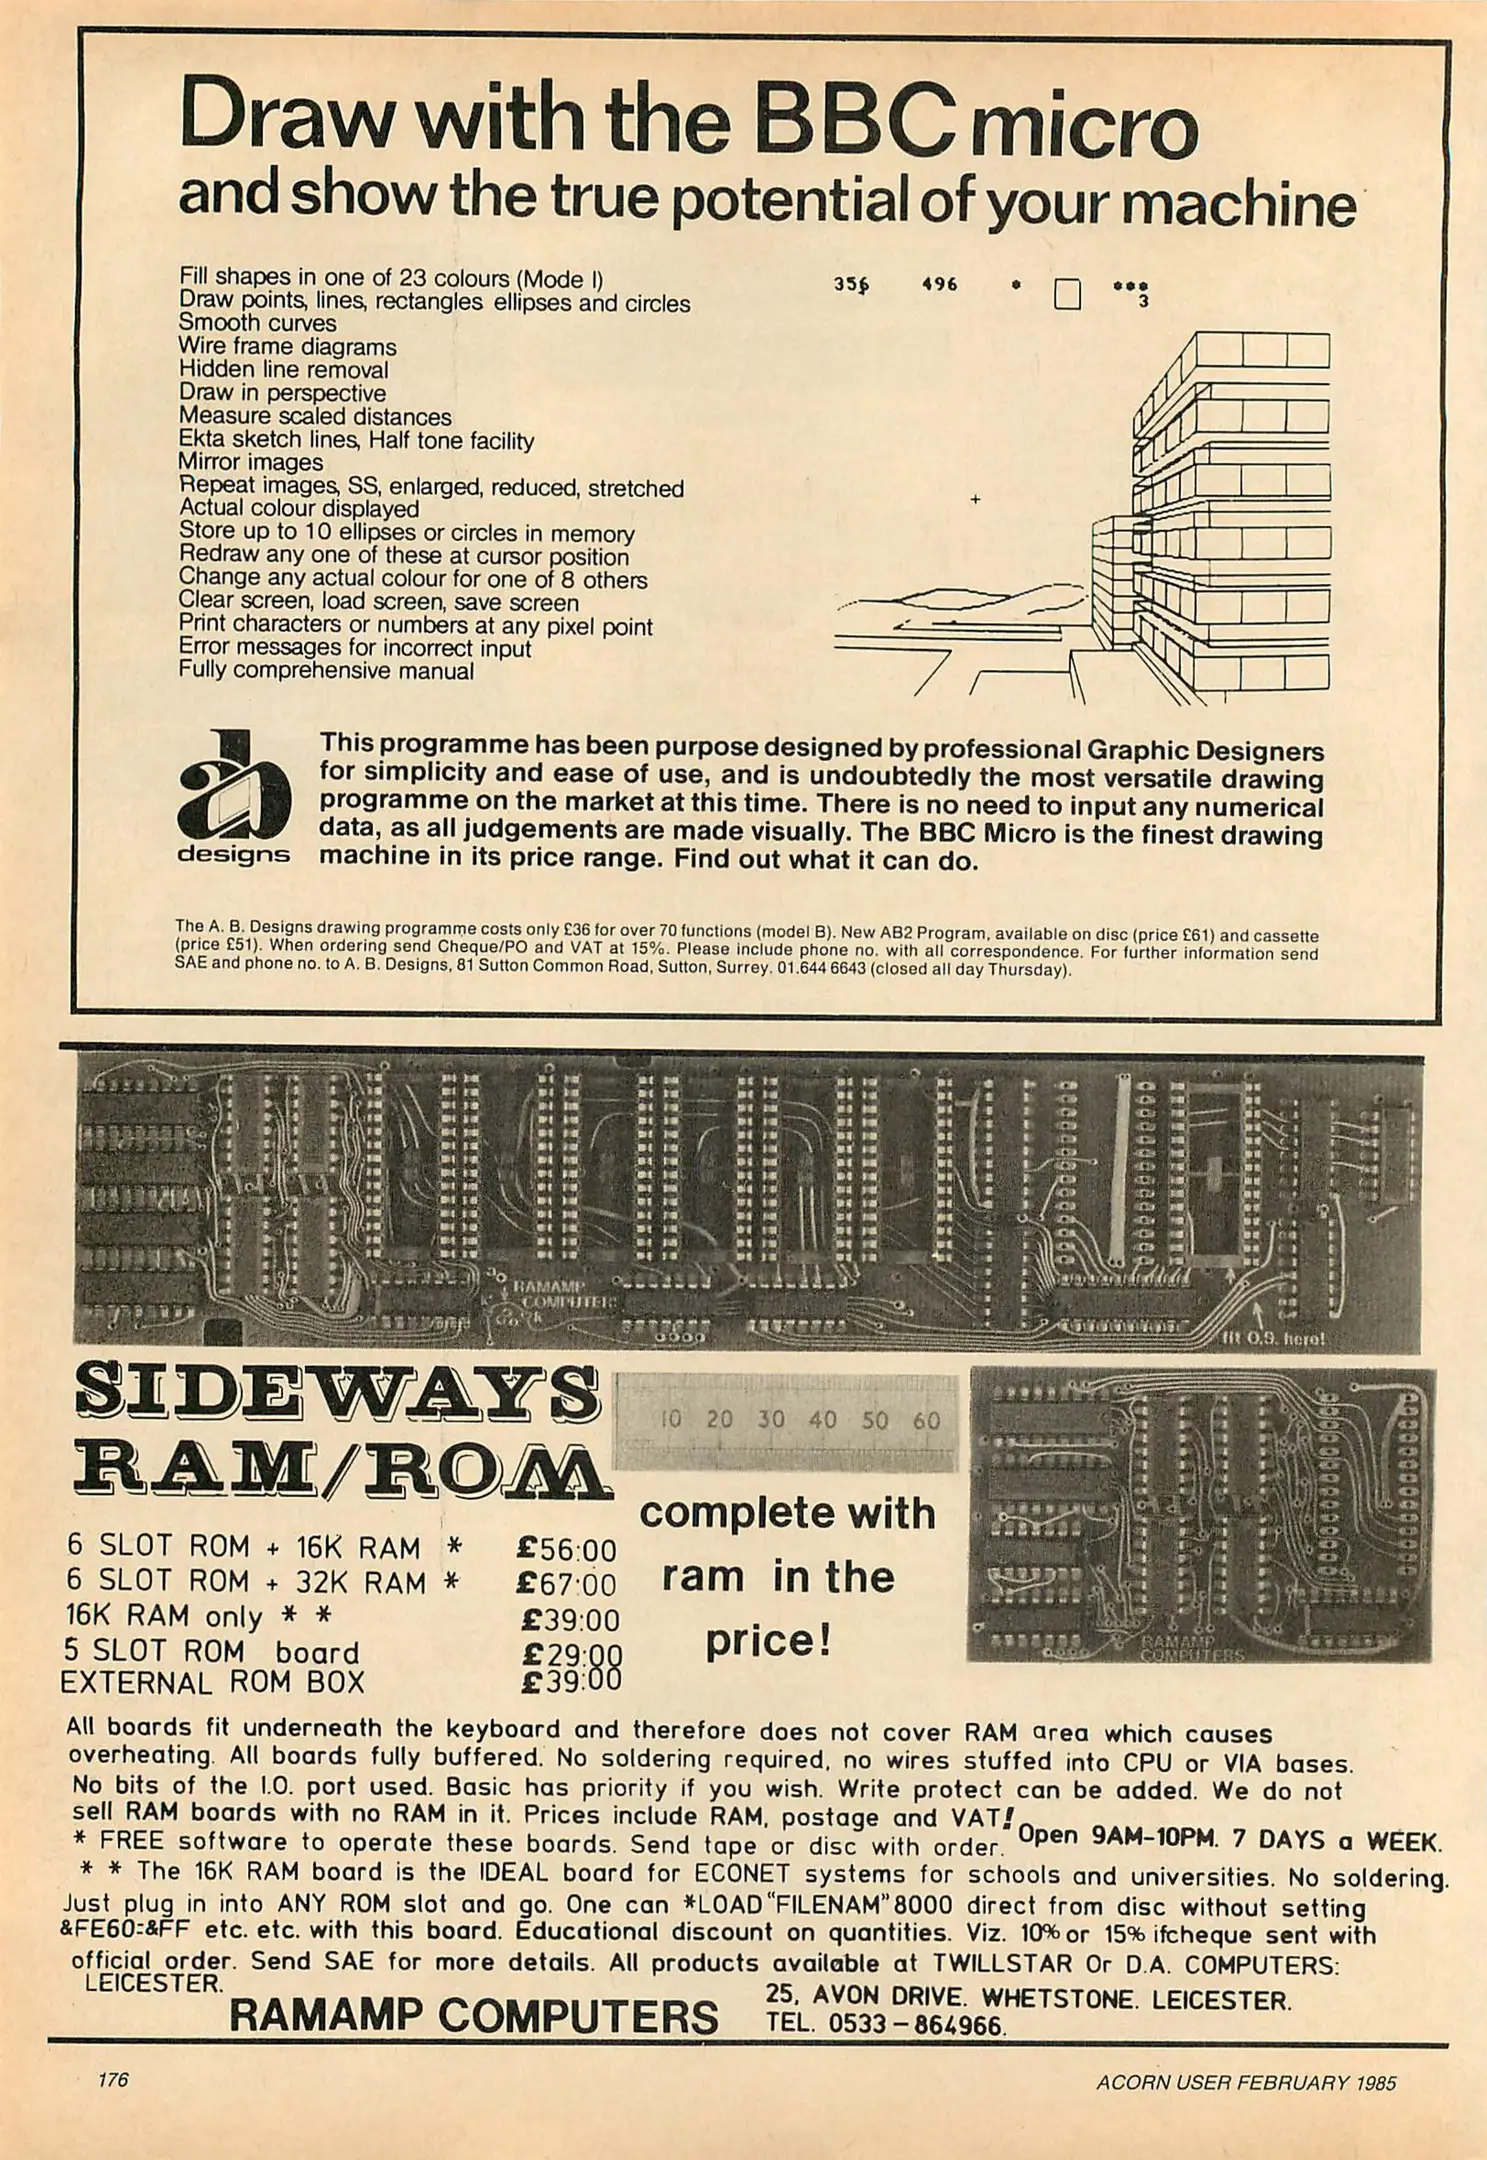 Draw with the BBC micro
and show the true potential of your machine
Fill shapes in one of 23 colours (Mode I)
Draw points, lines, rectangles ellipses and circles
Smooth curves
Wire frame diagrams
Hidden line removal
Draw in perspective
Measure scaled distances
Ekta sketch lines, Half tone facility
Mirror images
Repeat images, SS, enlarged, reduced, stretched
Actual colour displayed
Store up to 10 ellipses or circles in memory
Redraw any one of these at cursor position
Change any actual colour for one of 8 others
Clear screen, load screen, save screen
Print characters or numbers at any pixel point
Error messages for incorrect input
Fully comprehensive manual
496
3
ab
designs
This programme has been purpose designed by professional Graphic Designers
for simplicity and ease of use, and is undoubtedly the most versatile drawing
programme on the market at this time. There is no need to input any numerical
data, as all judgements are made visually. The BBC Micro is the finest drawing
machine in its price range. Find out what it can do.
The A. B. Designs drawing programme costs only £36 for over 70 functions (model B). New AB2 Program, available on disc (price £61) and cassette
(price £51). When ordering send Cheque/PO and VAT at 15%. Please include phone no. with all correspondence. For further information send
SAE and phone no. to A. B. Designs, 81 Sutton Common Road, Sutton, Surrey. 01.644 6643 (closed all day Thursday).
RAMAMP
COMPUTERS
fit O.S. here!
SIDEWAYS
RAM/ROM
10 20 30 40 50 60
RAMAMP
COMPUTERS
complete with
ram in the
price!
6 SLOT ROM + 16K RAM * £56:00
6 SLOT ROM + 32K RAM * £67:00
16K RAM only * * £39:00
5 SLOT ROM board £29:00
EXTERNAL ROM BOX £39:00
All boards fit underneath the keyboard and therefore does not cover RAM area which causes
overheating. All boards fully buffered. No soldering required, no wires stuffed into CPU or VIA bases.
No bits of the I.O. port used. Basic has priority if you wish. Write protect can be added. We do not
sell RAM boards with no RAM in it. Prices include RAM, postage and VAT!
* FREE software to operate these boards. Send tape or disc with order. Open 9AM-10PM. 7 DAYS a WEEK.
* * The 16K RAM board is the IDEAL board for ECONET systems for schools and universities. No soldering.
Just plug in into ANY ROM slot and go. One can *LOAD"FILENAM"8000 direct from disc without setting
&FE60=&FF etc. etc. with this board. Educational discount on quantities. Viz. 10% or 15% ifcheque sent with
official order. Send SAE for more details. All products available at TWILLSTAR Or D.A. COMPUTERS:
LEICESTER.
RAMAMP COMPUTERS
25, AVON DRIVE. WHETSTONE. LEICESTER.
TEL. 0533-864966.
176
ACORN USER FEBRUARY 1985